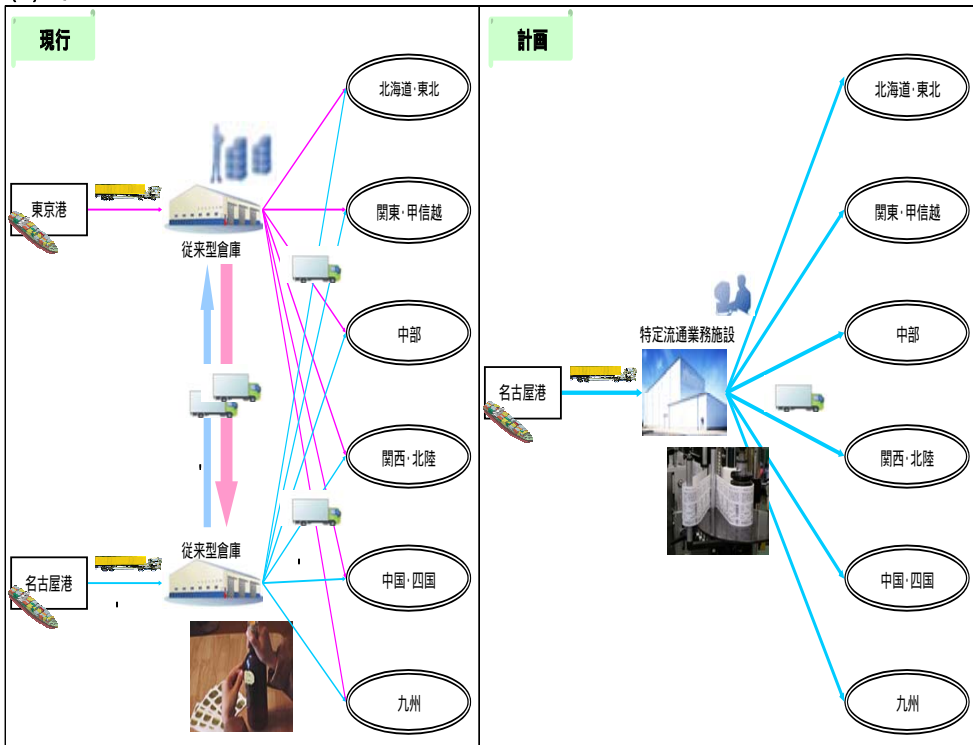 現行
北海道・東北
東京港
関東・甲信越
従来型倉庫
中部
関西・北陸
従来型倉庫
名古屋港
中国・四国
九州
計画
北海道・東北
関東・甲信越
特定流通業務施設
中部
名古屋港
関西・北陸
中国・四国
九州